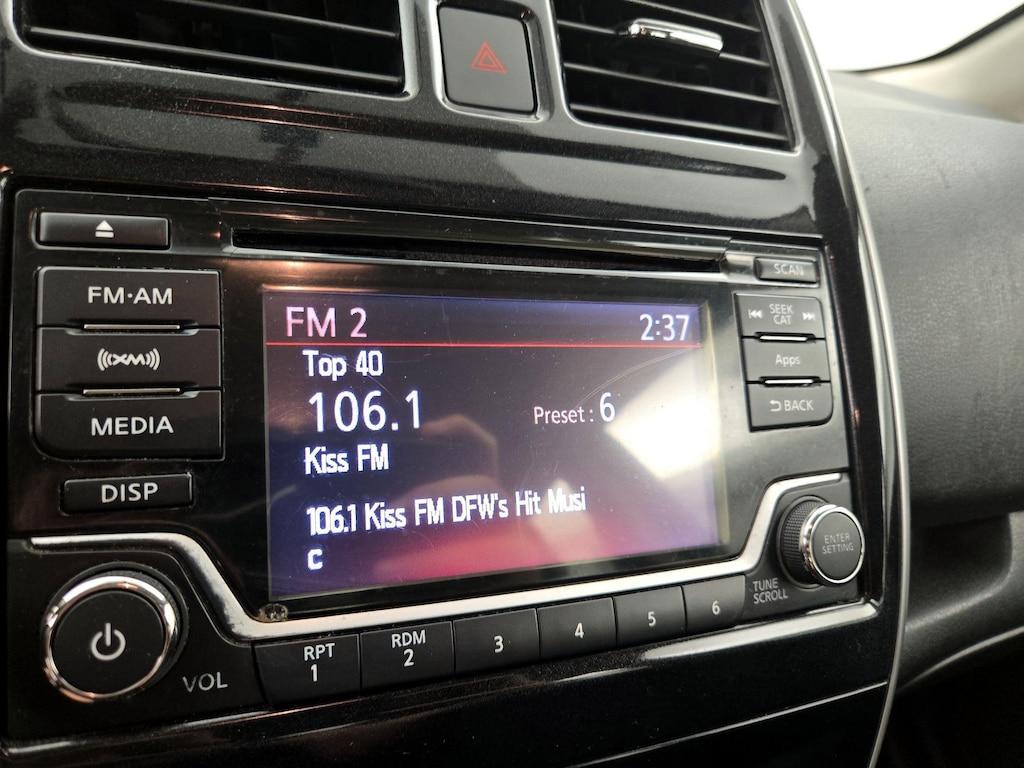 FM·AM
XM
MEDIA
DISP
VOL
FM 2 2:37
Top 40
106.1 Preset : 6
Kiss FM
106.1 Kiss FM DFW's Hit Musi
c
SCAN
SEEK
CAT
Apps
BACK
ENTER
SETTING
TUNE
SCROLL
RPT
1
RDM
2
3
4
5
6